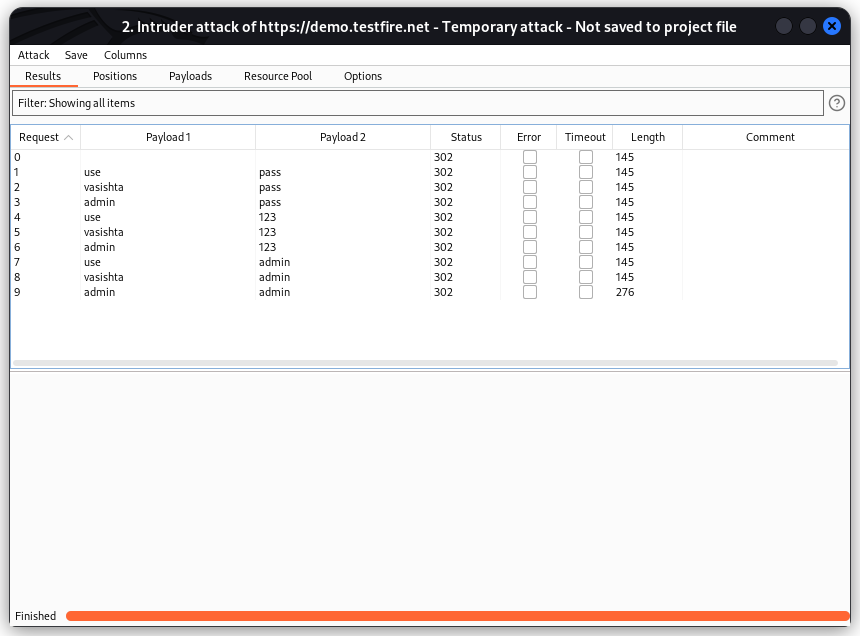 2. Intruder attack of https://demo.testfire.net - Temporary attack - Not saved to project file
Attack Save Columns
Results Positions Payloads Resource Pool Options
Filter: Showing all items ?
Request Payload 1 Payload 2 Status Error Timeout Length Comment
0 302 145
1 use pass 302 145
2 vasishta pass 302 145
3 admin pass 302 145
4 use 123 302 145
5 vasishta 123 302 145
6 admin 123 302 145
7 use admin 302 145
8 vasishta admin 302 145
9 admin admin 302 276
Finished